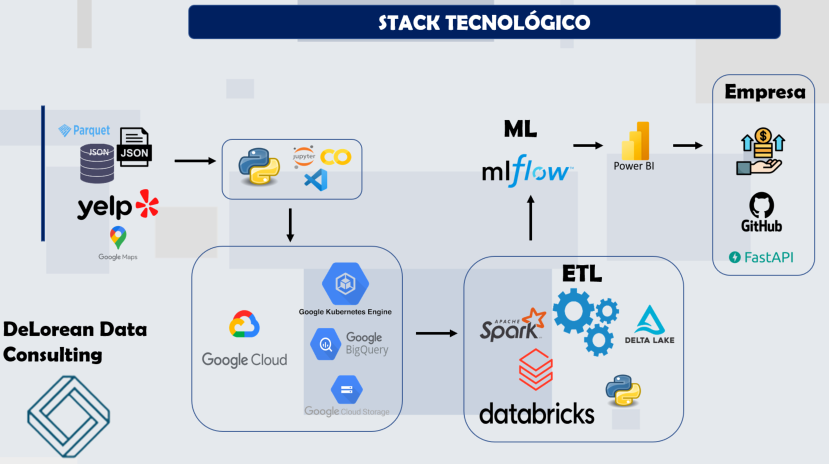 STACK TECNOLÓGICO
Parquet
JSON
JSON
yelp
Google Maps
jupyter
CO
ML
mlflow
Power BI
Empresa
GitHub
FastAPI
Google Cloud
Google Kubernetes Engine
Google
BigQuery
Google Cloud Storage
ETL
APACHE
Spark
DELTA LAKE
databricks
DeLorean Data
Consulting